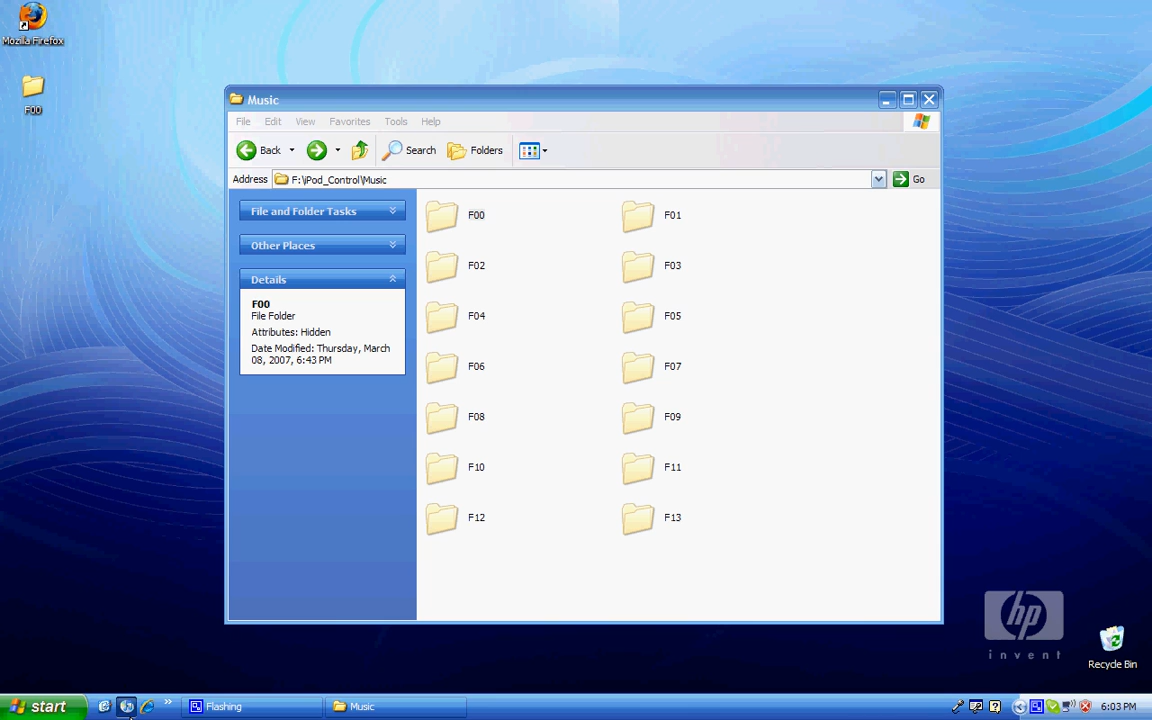 Mozilla Firefox
F00
Music
File Edit View Favorites Tools Help
Back Search Folders
Address F:\iPod_Control\Music Go
File and Folder Tasks
Other Places
Details
F00
File Folder
Attributes: Hidden
Date Modified: Thursday, March
08, 2007, 6:43 PM
F00 F01
F02 F03
F04 F05
F06 F07
F08 F09
F10 F11
F12 F13
hp
invent
Recycle Bin
start Flashing Music 6:03 PM